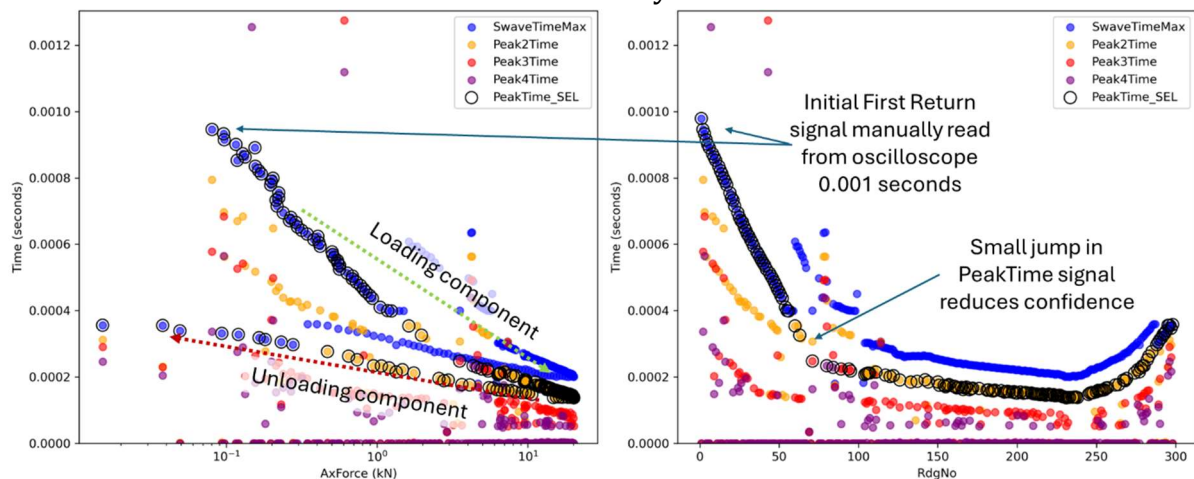 0.0012
0.0010
0.0008
0.0006
0.0004
0.0002
0.0000
Time (seconds)
10⁻¹
10⁰
10¹
AxForce (kN)
SwaveTimeMax
Peak2Time
Peak3Time
Peak4Time
PeakTime_SEL
Loading component
Unloading component
0.0012
0.0010
0.0008
0.0006
0.0004
0.0002
0.0000
Time (seconds)
0
50
100
150
200
250
300
RdgNo
SwaveTimeMax
Peak2Time
Peak3Time
Peak4Time
PeakTime_SEL
Initial First Return
signal manually read
from oscilloscope
0.001 seconds
Small jump in
PeakTime signal
reduces confidence